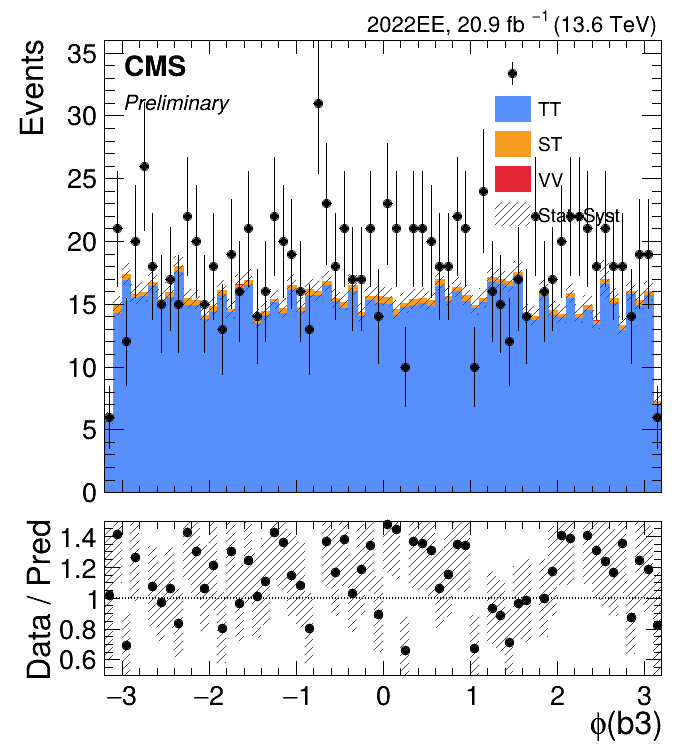 2022EE, 20.9 fb⁻¹ (13.6 TeV)
CMS
Preliminary
Events
35
30
25
20
15
10
5
0
TT
ST
VV
Stat+Syst
Data / Pred
1.4
1.2
1
0.8
0.6
−3 −2 −1 0 1 2 3
ϕ(b3)